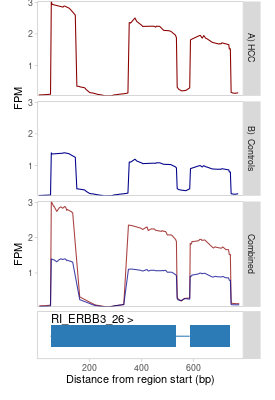 3
2
1
A) HCC
FPM
3
2
1
B) Controls
3
2
1
Combined
FPM
RI_ERBB3_26 >
200 400 600
Distance from region start (bp)